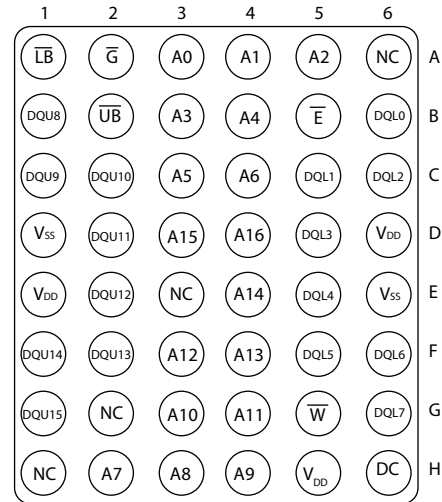 1 2 3 4 5 6
L̅B̅ G̅ A0 A1 A2 NC A
DQU8 U̅B̅ A3 A4 E̅ DQL0 B
DQU9 DQU10 A5 A6 DQL1 DQL2 C
VSS DQU11 A15 A16 DQL3 VDD D
VDD DQU12 NC A14 DQL4 VSS E
DQU14 DQU13 A12 A13 DQL5 DQL6 F
DQU15 NC A10 A11 W̅ DQL7 G
NC A7 A8 A9 VDD DC H